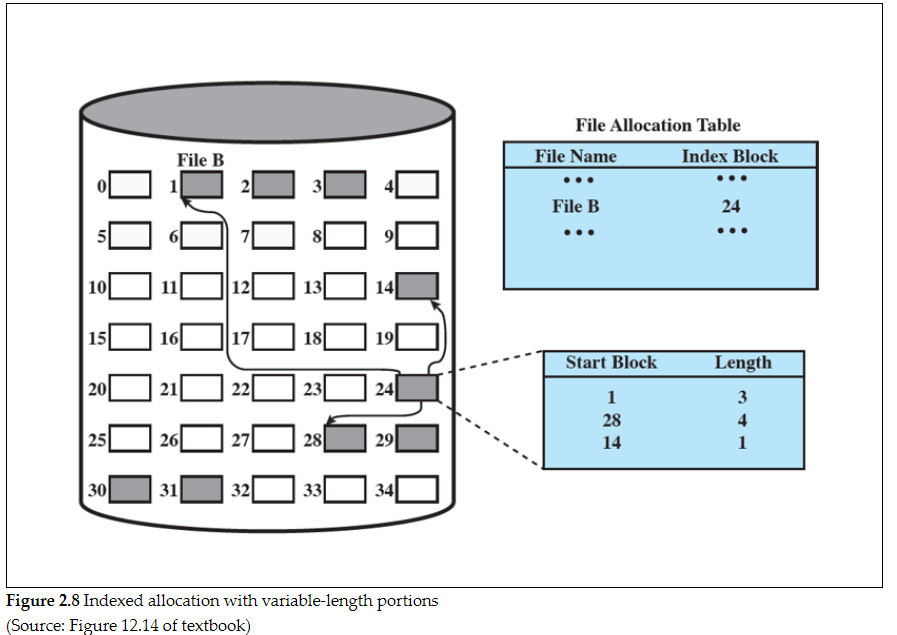 File Allocation Table
File Name Index Block
••• •••
File B 24
••• •••
File B
0 1 2 3 4
5 6 7 8 9
10 11 12 13 14
15 16 17 18 19
20 21 22 23 24
25 26 27 28 29
30 31 32 33 34
Start Block Length
1 3
28 4
14 1
Figure 2.8 Indexed allocation with variable-length portions
(Source: Figure 12.14 of textbook)